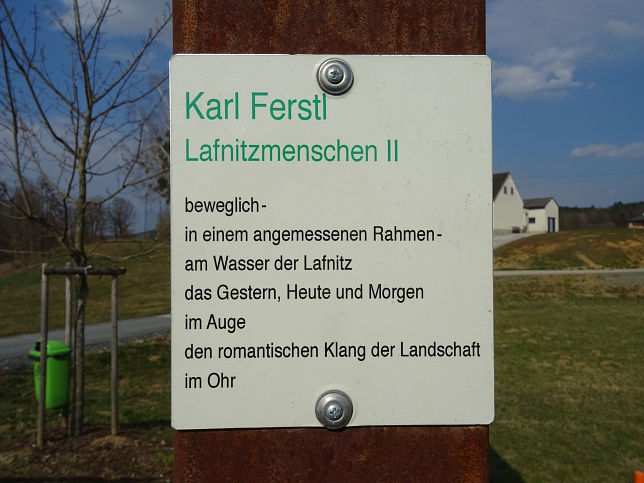 Karl Ferstl
Lafnitzmenschen II
beweglich-
in einem angemessenen Rahmen-
am Wasser der Lafnitz
das Gestern, Heute und Morgen
im Auge
den romantischen Klang der Landschaft
im Ohr